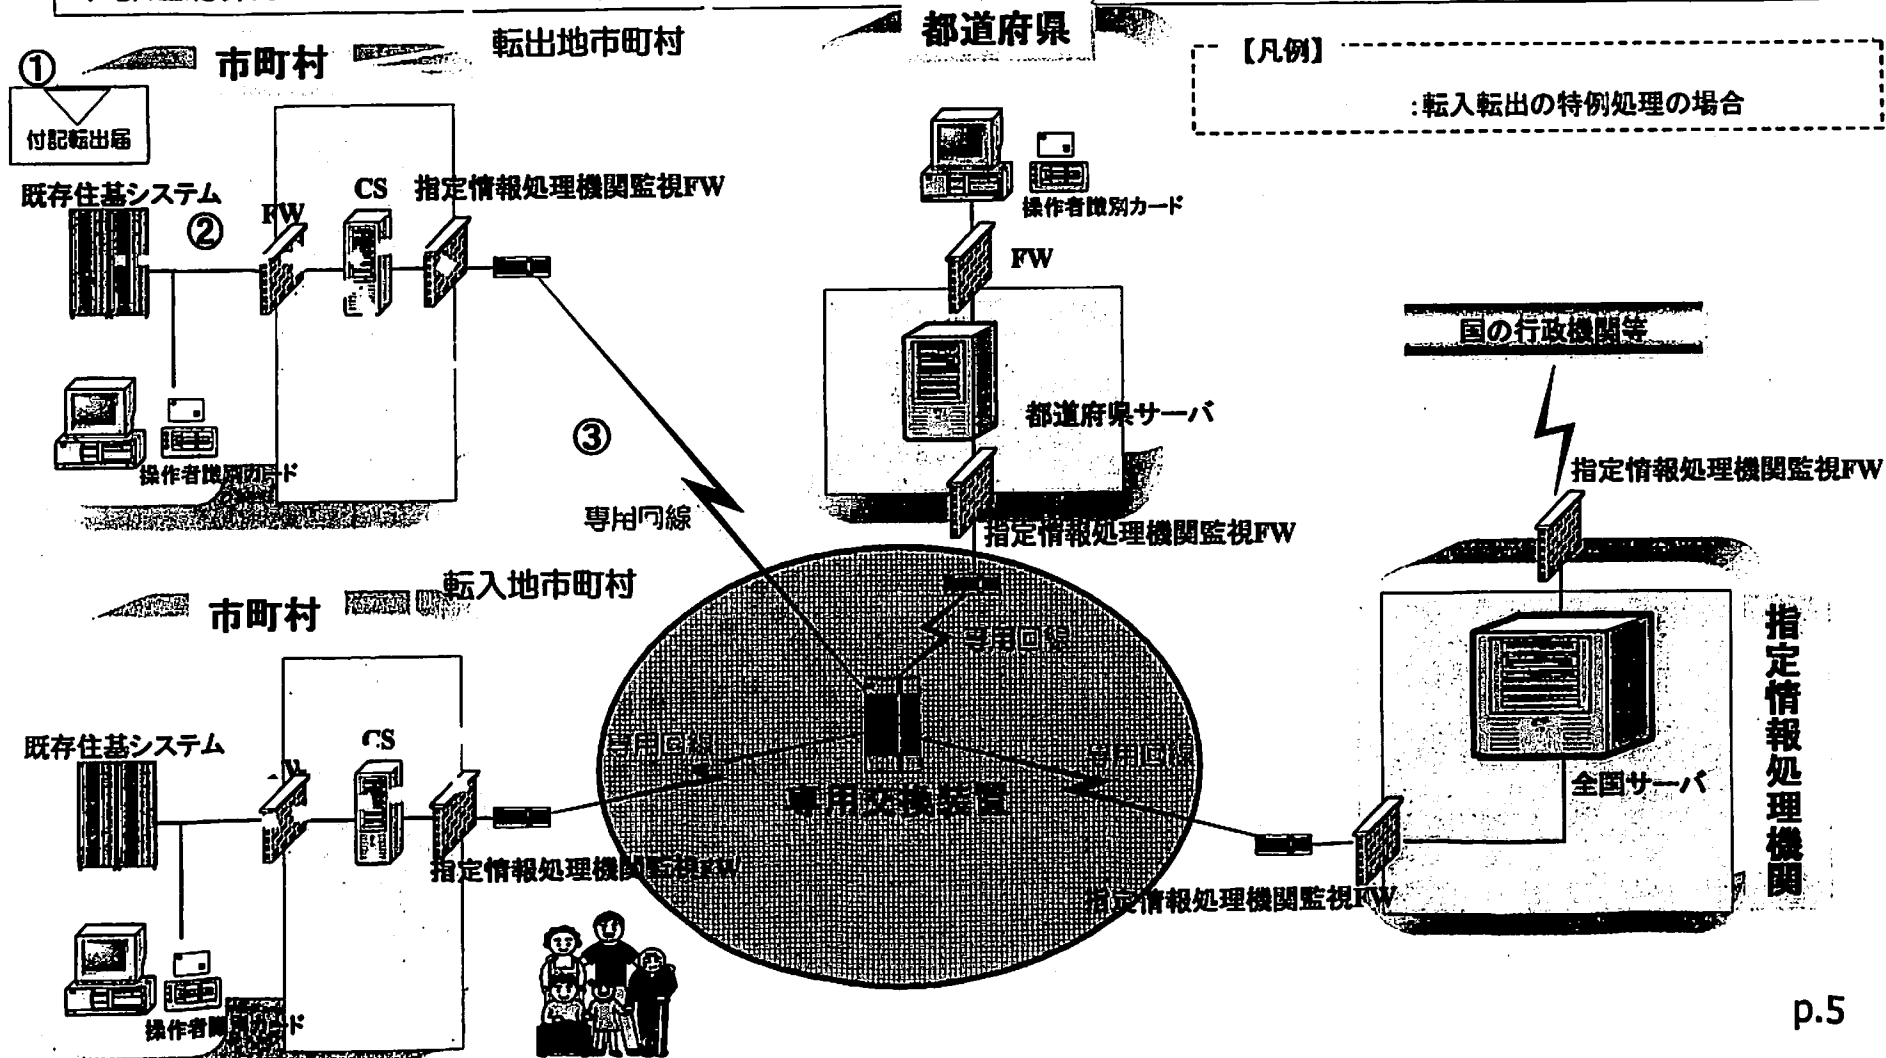 都道府県
転出地市町村
市町村
【凡例】
:転入転出の特例処理の場合
①
付記転出届
既存住基システム
②
FW
CS
指定情報処理機関監視FW
操作者識別カード
③
専用回線
操作者識別カード
FW
都道府県サーバ
指定情報処理機関監視FW
専用回線
国の行政機関等
指定情報処理機関監視FW
全国サーバ
指定情報処理機関
転入地市町村
市町村
既存住基システム
CS
指定情報処理機関監視FW
操作者識別カード
専用回線
専用交換装置
専用回線
指定情報処理機関監視FW
p.5